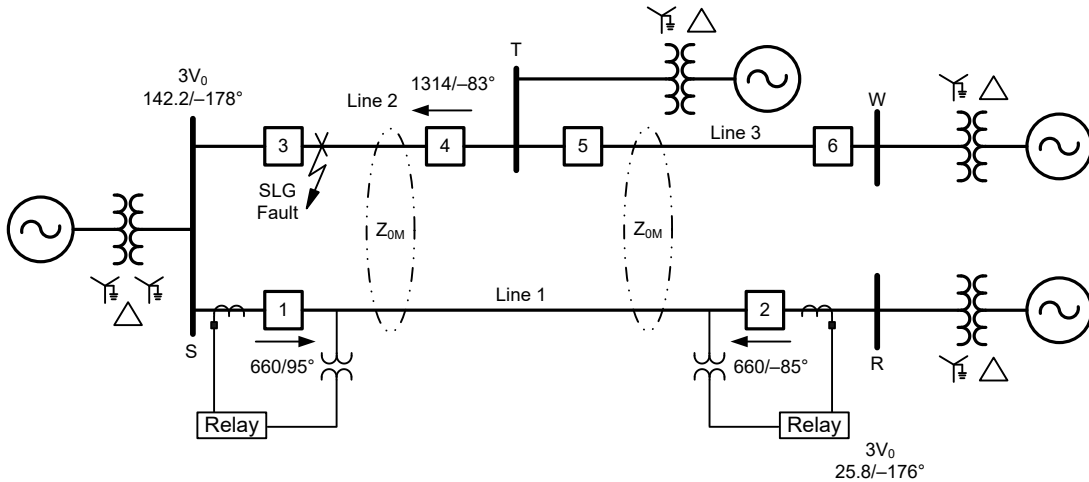 T
3V0
142.2/–178°
1314/–83°
Line 2
W
Line 3
3
4
5
6
SLG
Fault
Z0M
Z0M
Line 1
1
2
S
R
660/95°
660/–85°
Relay
Relay
3V0
25.8/–176°